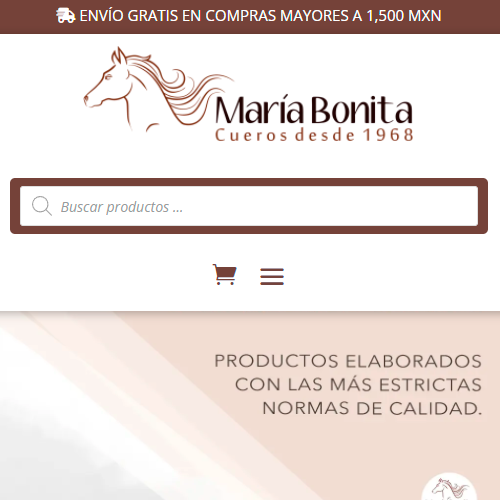 ENVÍO GRATIS EN COMPRAS MAYORES A 1,500 MXN
María Bonita
Cueros desde 1968
Buscar productos ...
PRODUCTOS ELABORADOS
CON LAS MÁS ESTRICTAS
NORMAS DE CALIDAD.